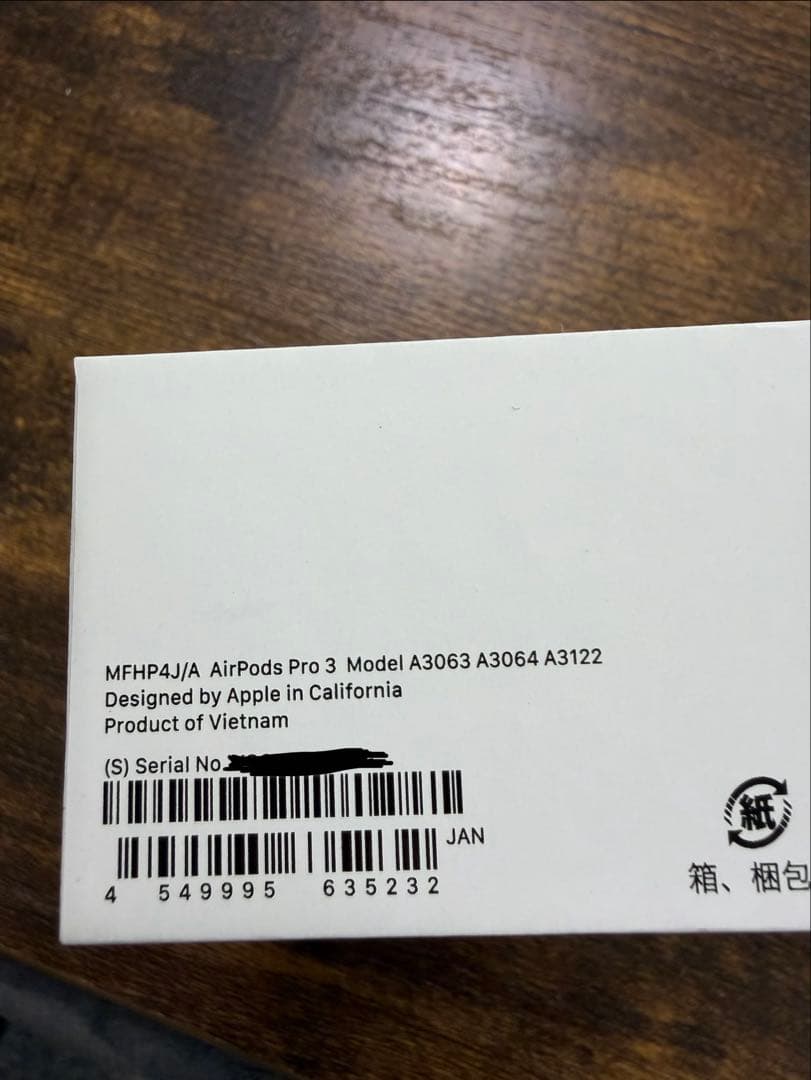 MFHP4J/A AirPods Pro 3 Model A3063 A3064 A3122
Designed by Apple in California
Product of Vietnam
(S) Serial No.
JAN
4 549995 635232
紙
箱、梱包